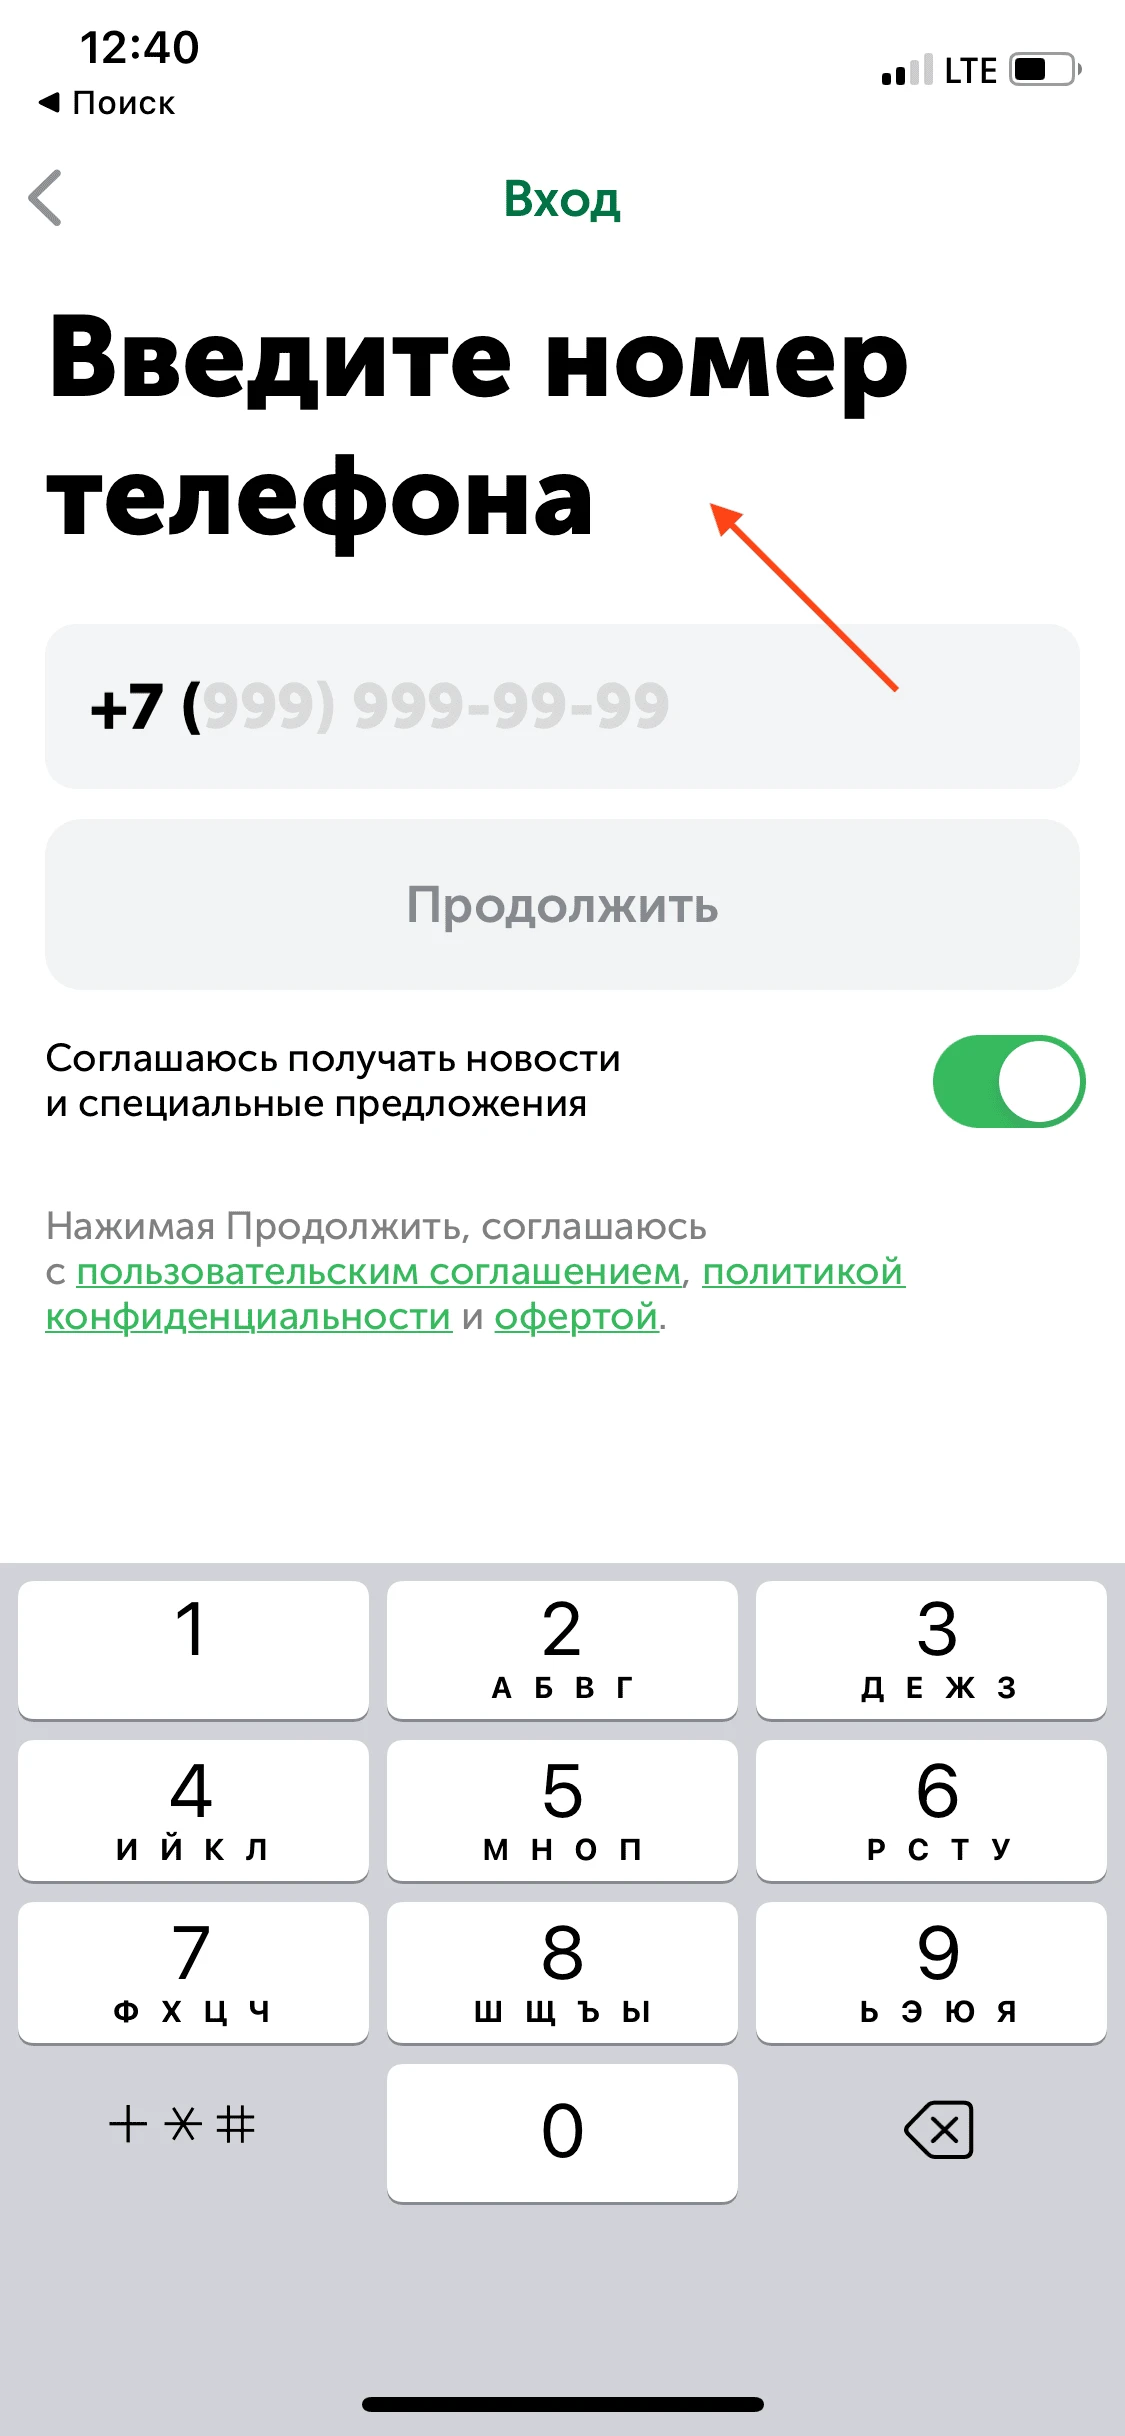 12:40
LTE
Поиск
Вход
Введите номер
телефона
+7 (999) 999-99-99
Продолжить
Соглашаюсь получать новости
и специальные предложения
Нажимая Продолжить, соглашаюсь
с пользовательским соглашением, политикой
конфиденциальности и офертой.
1 2 3
А Б В Г Д Е Ж З
4 5 6
И Й К Л М Н О П Р С Т У
7 8 9
Ф Х Ц Ч Ш Щ Ъ Ы Ь Э Ю Я
+ * # 0